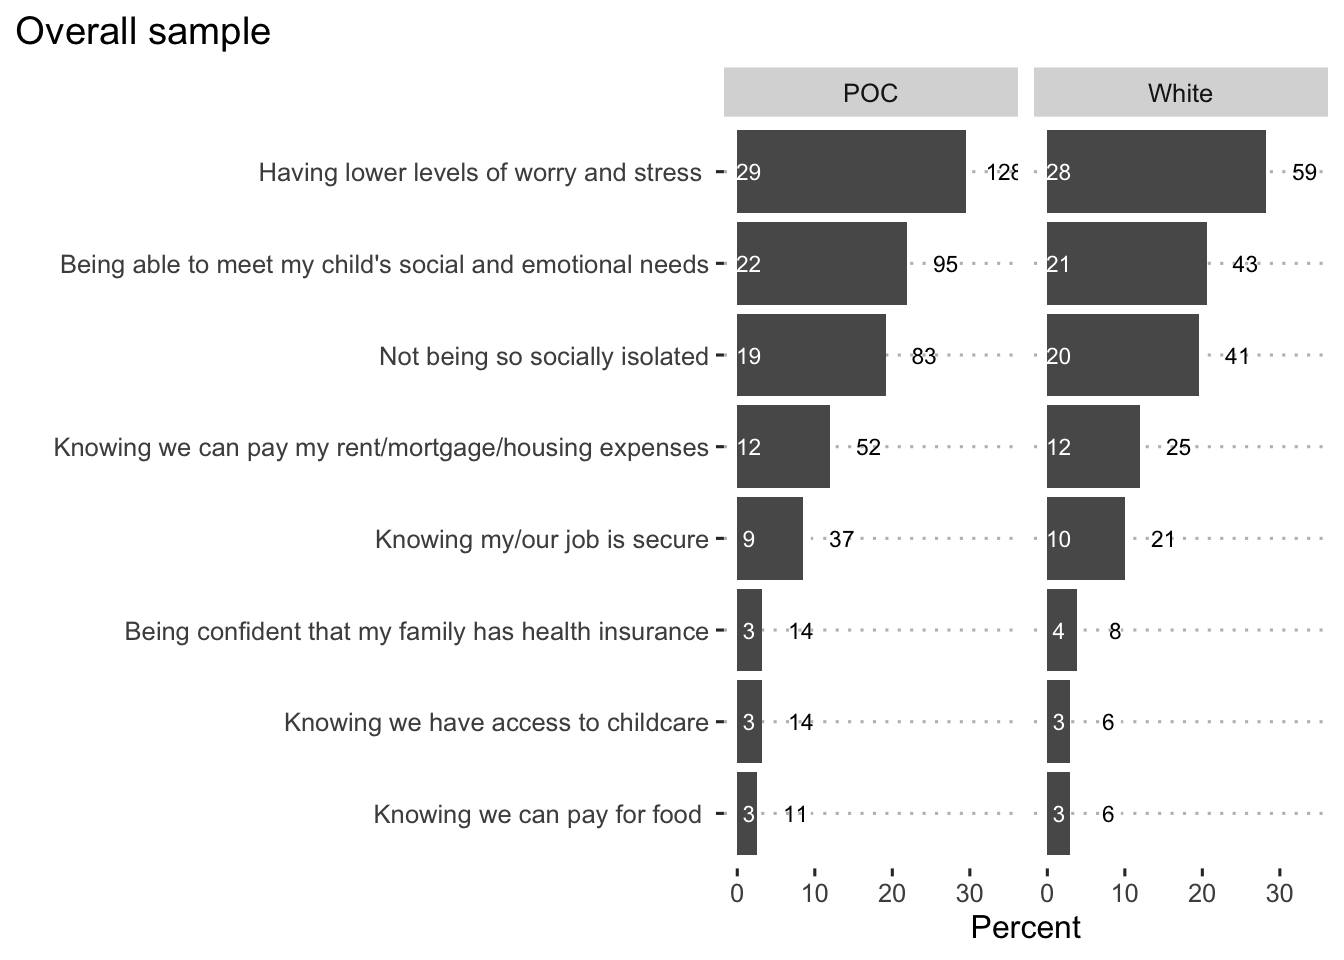 Overall sample
POC White
Having lower levels of worry and stress 29 128 28 59
Being able to meet my child's social and emotional needs 22 95 21 43
Not being so socially isolated 19 83 20 41
Knowing we can pay my rent/mortgage/housing expenses 12 52 12 25
Knowing my/our job is secure 9 37 10 21
Being confident that my family has health insurance 3 14 4 8
Knowing we have access to childcare 3 14 3 6
Knowing we can pay for food 3 11 3 6
0 10 20 30 0 10 20 30
Percent